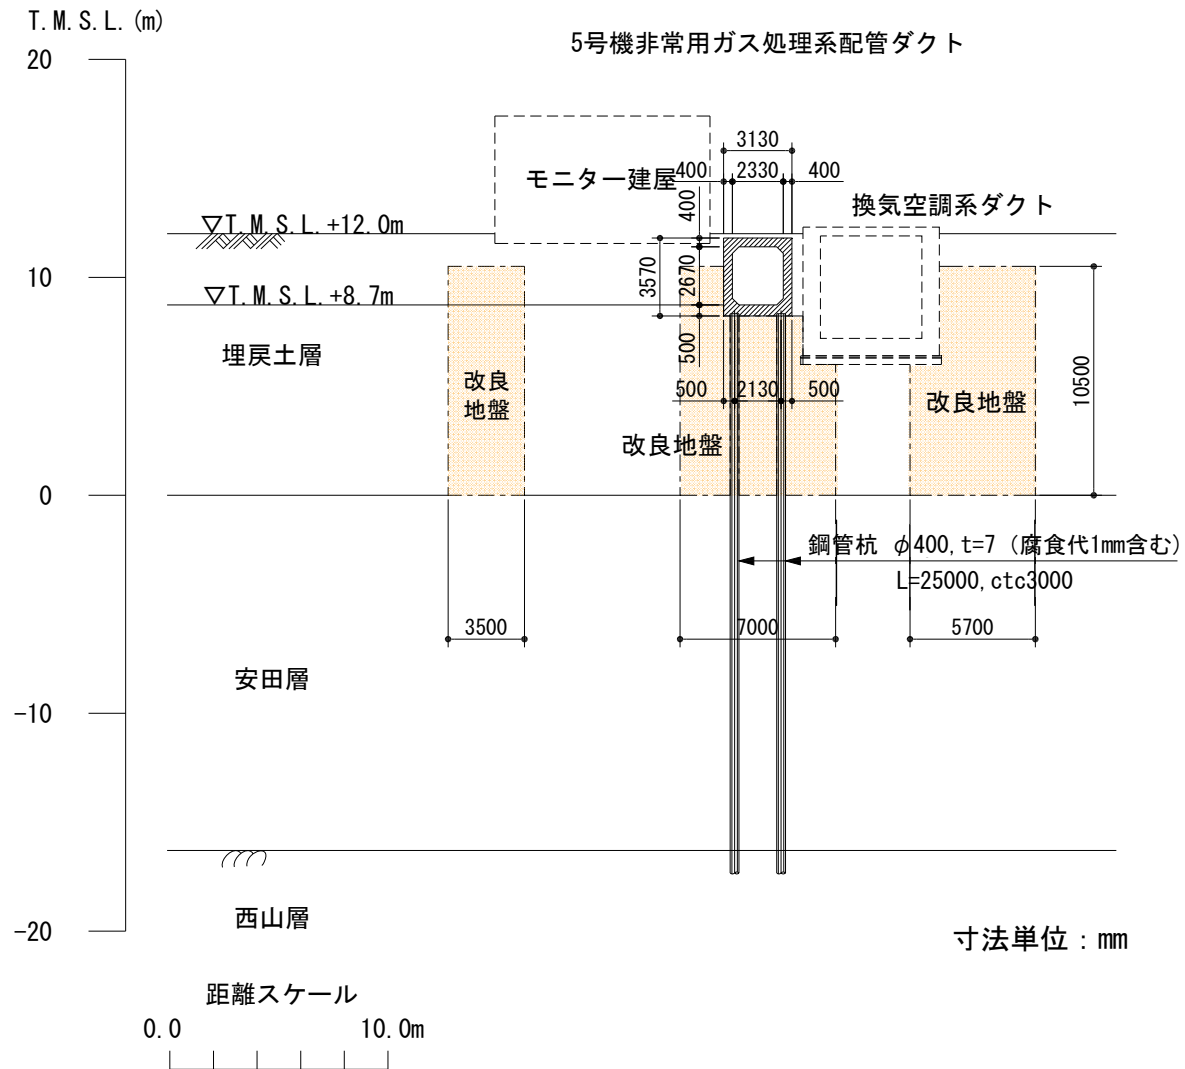 T.M.S.L.(m)
5号機非常用ガス処理系配管ダクト
20
3130
400
2330
400
モニター建屋
400
換気空調系ダクト
▽T.M.S.L.+12.0m
10
3570
2670
▽T.M.S.L.+8.7m
500
埋戻土層
改良
地盤
500
2130
500
改良地盤
10500
改良地盤
0
鋼管杭 φ400,t=7 (腐食代1mm含む)
L=25000,ctc3000
3500
7000
5700
安田層
-10
西山層
-20
寸法単位:mm
距離スケール
0.0
10.0m